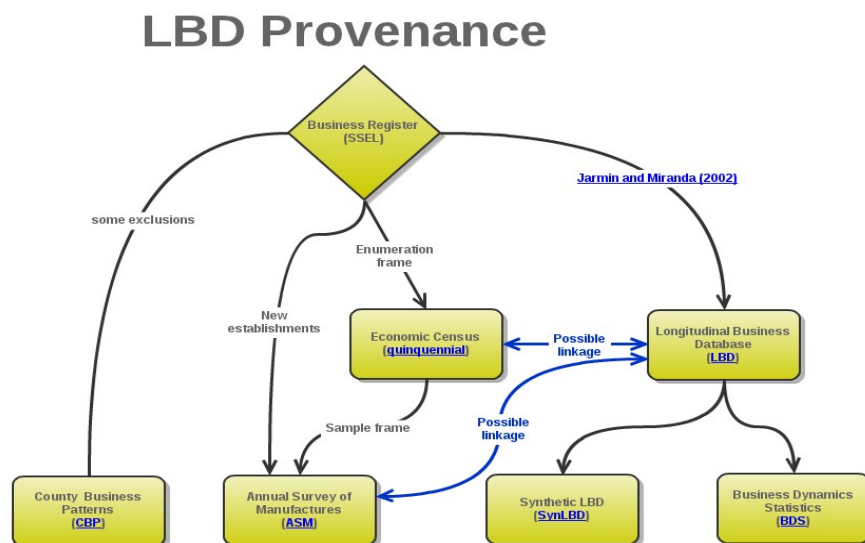 LBD Provenance
Business Register
(SSEL)
Jarmin and Miranda (2002)
some exclusions
Enumeration
frame
New
establishments
Economic Census
(quinquennial)
Possible
linkage
Longitudinal Business
Database
(LBD)
Sample frame
Possible
linkage
County Business
Patterns
(CBP)
Annual Survey of
Manufactures
(ASM)
Synthetic LBD
(SynLBD)
Business Dynamics
Statistics
(BDS)